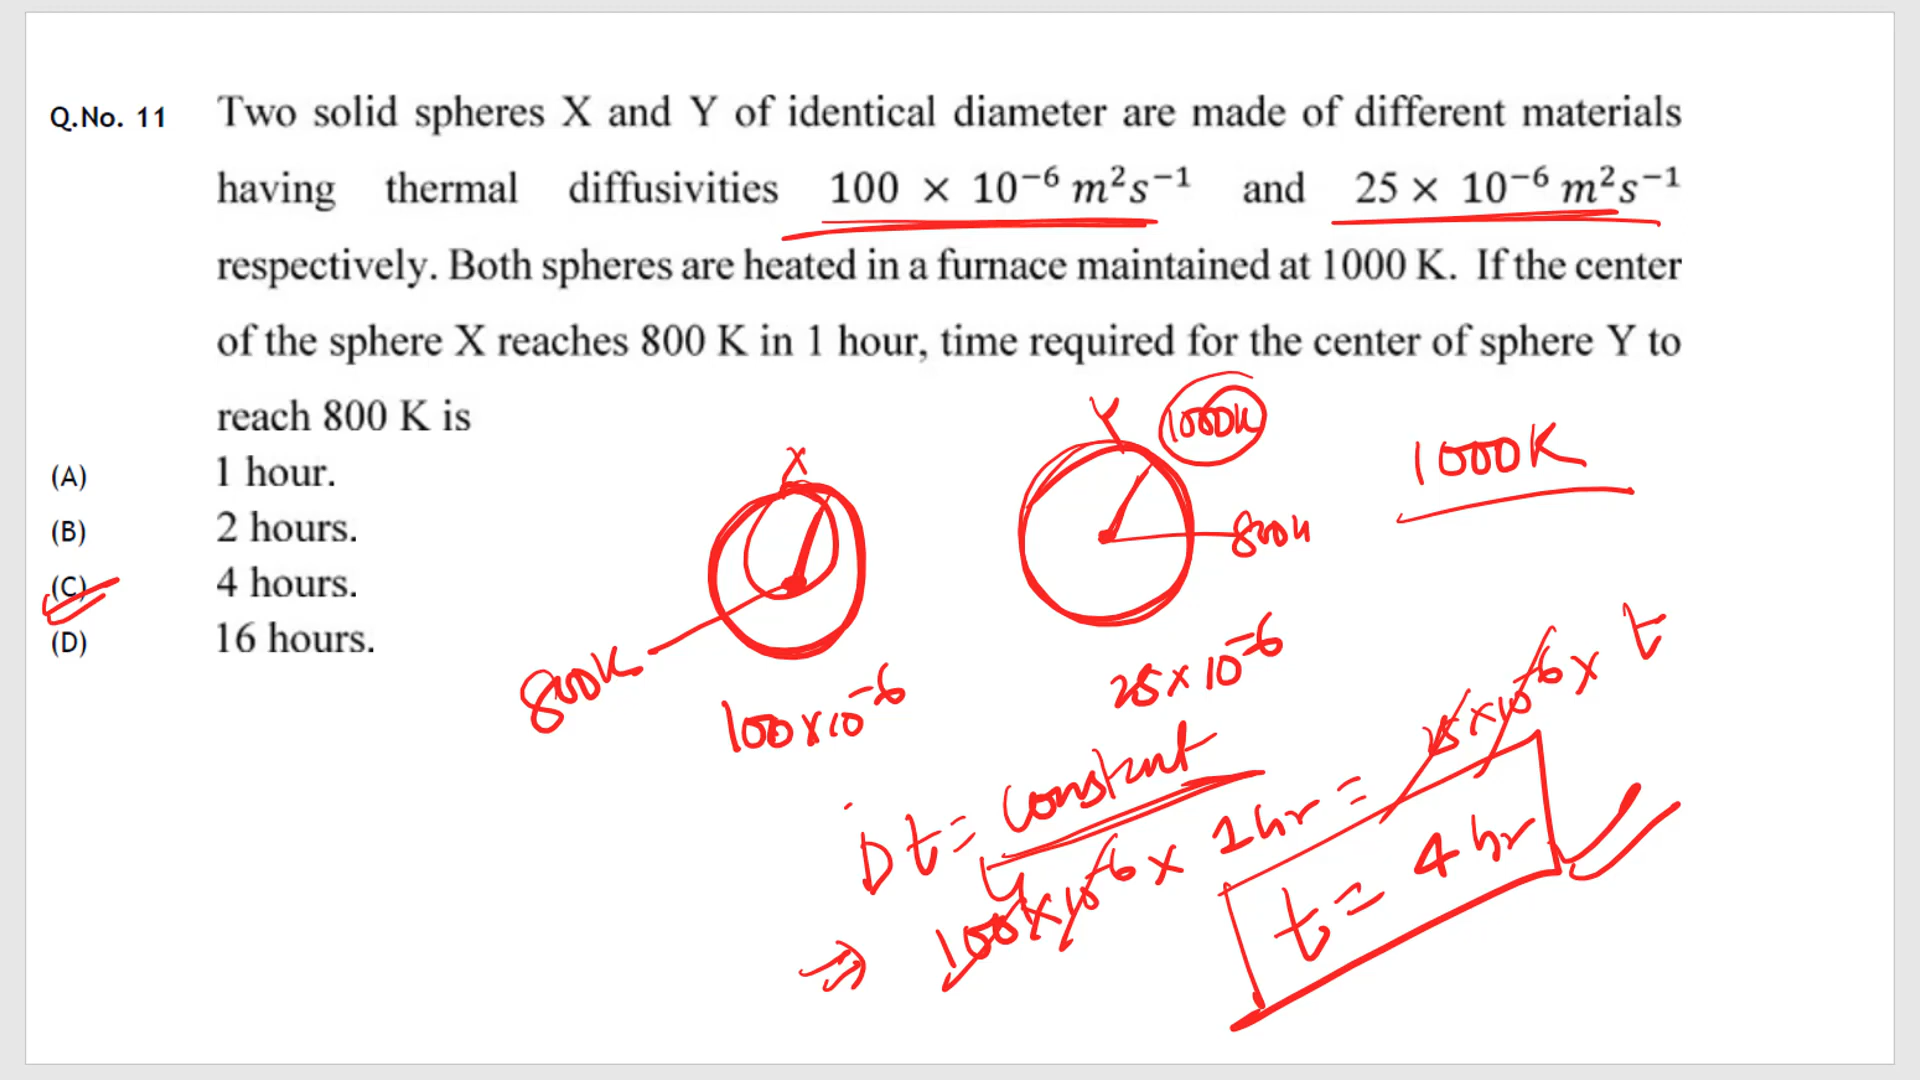 Q.No. 11 Two solid spheres X and Y of identical diameter are made of different materials
having thermal diffusivities 100 × 10⁻⁶ m²s⁻¹ and 25 × 10⁻⁶ m²s⁻¹
respectively. Both spheres are heated in a furnace maintained at 1000 K. If the center
of the sphere X reaches 800 K in 1 hour, time required for the center of sphere Y to
reach 800 K is
(A) 1 hour.
(B) 2 hours.
(C) 4 hours.
(D) 16 hours.
X
Y
1000K
1000K
800K
800K
100×10⁻⁶
25×10⁻⁶
Dt = Constant
4
⇒ 100×10⁻⁶ × 1hr = 25×10⁻⁶ × t
t = 4 hr